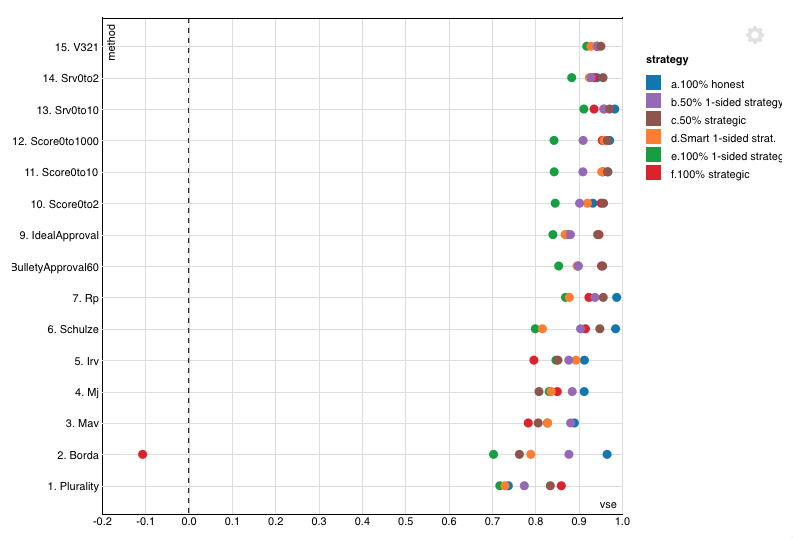 method
15. V321
14. Srv0to2
13. Srv0to10
12. Score0to1000
11. Score0to10
10. Score0to2
9. IdealApproval
BulletyApproval60
7. Rp
6. Schulze
5. Irv
4. Mj
3. Mav
2. Borda
1. Plurality
vse
-0.2 -0.1 0.0 0.1 0.2 0.3 0.4 0.5 0.6 0.7 0.8 0.9 1.0
strategy
a.100% honest
b.50% 1-sided strategy
c.50% strategic
d.Smart 1-sided strat.
e.100% 1-sided strateg
f.100% strategic